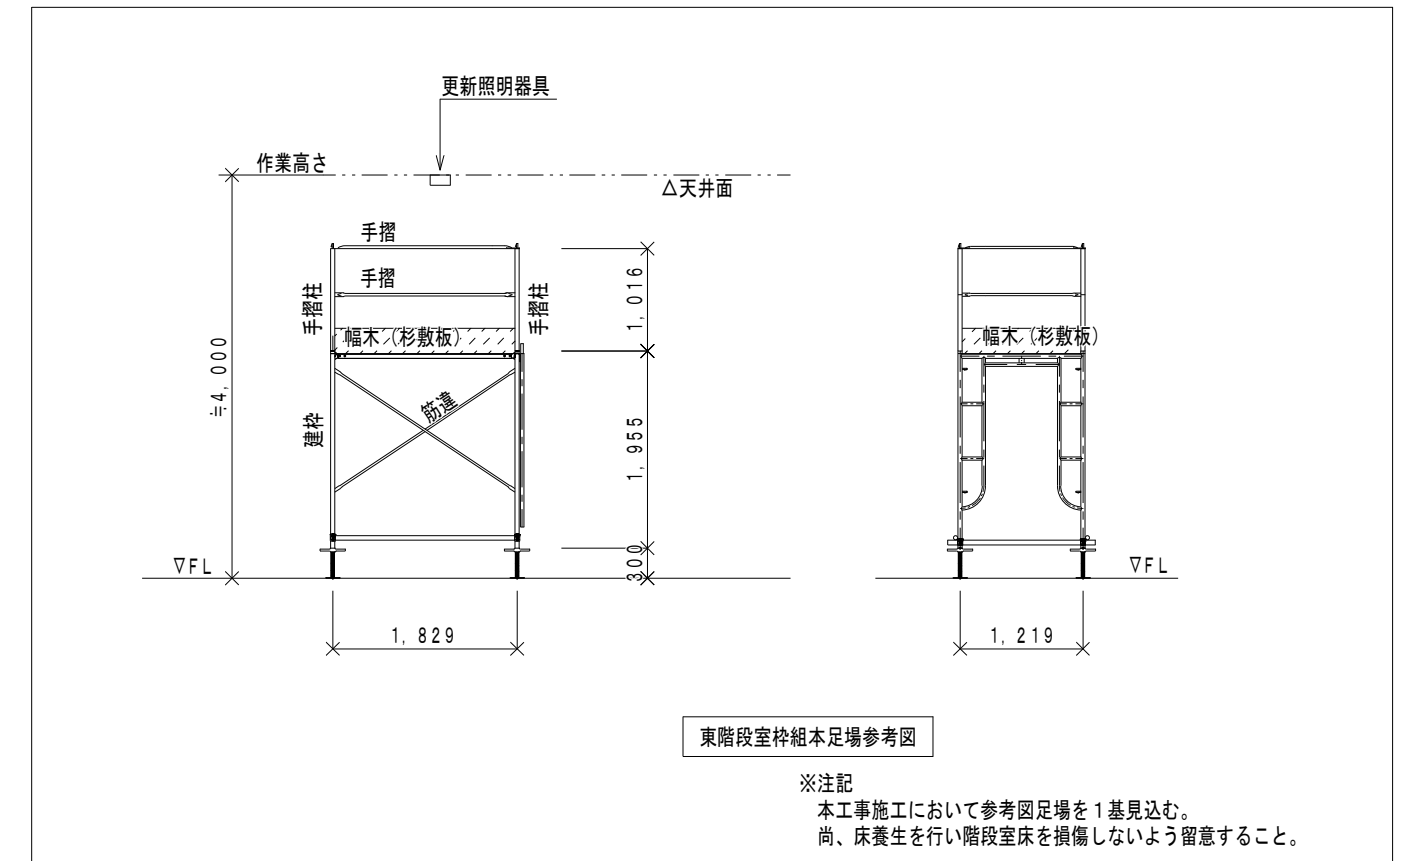 更新照明器具
作業高さ
△天井面
手摺
手摺
手摺柱
手摺柱
幅木（杉敷板）
幅木（杉敷板）
建枠
筋違
≒4,000
1,016
1,955
300
▽FL
▽FL
1,829
1,219
東階段室枠組本足場参考図
※注記
本工事施工において参考図足場を１基見込む。
尚、床養生を行い階段室床を損傷しないよう留意すること。